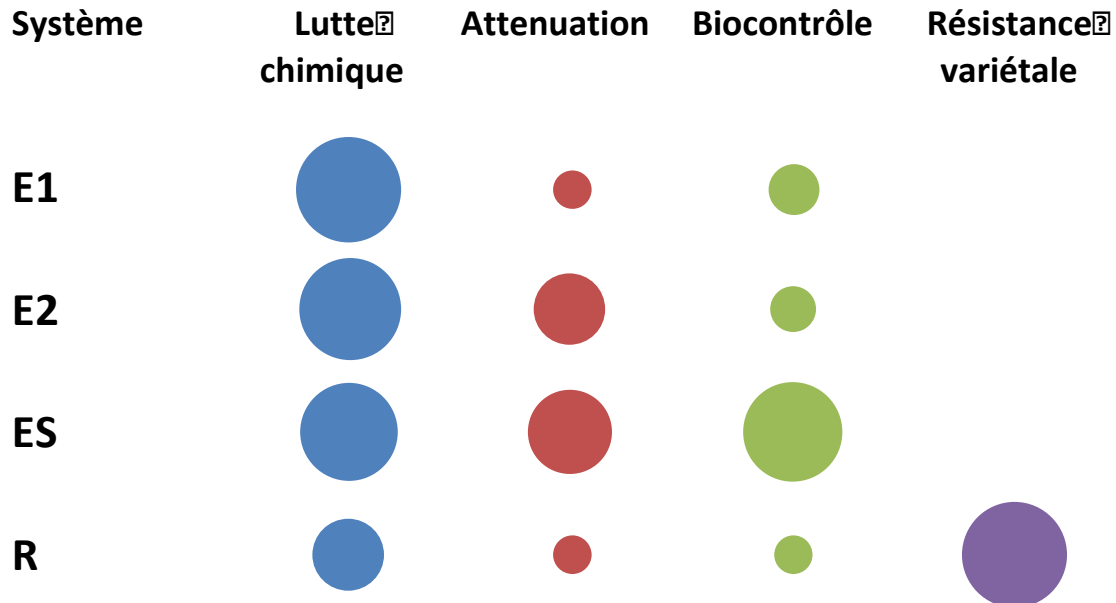 Système Lutte Attenuation Biocontrôle Résistance
chimique variétale
E1
E2
ES
R